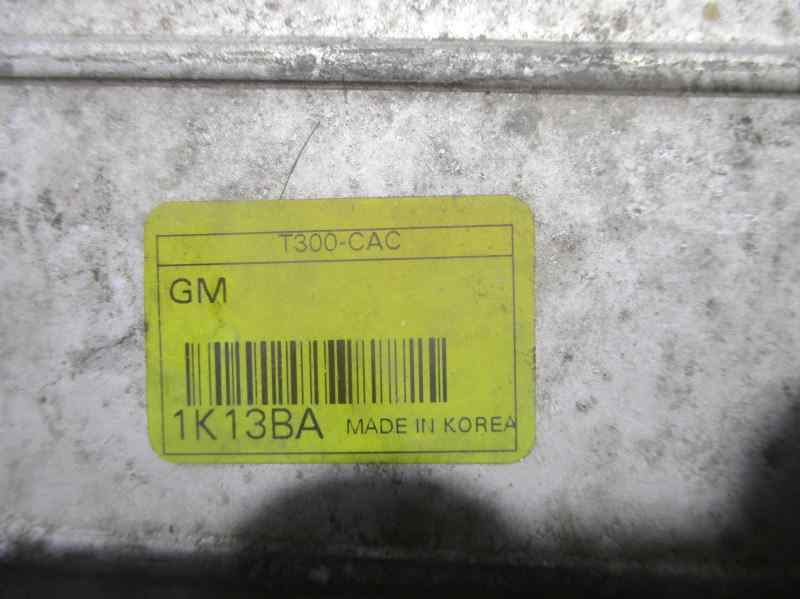 T300-CAC
GM
1K13BA MADE IN KOREA